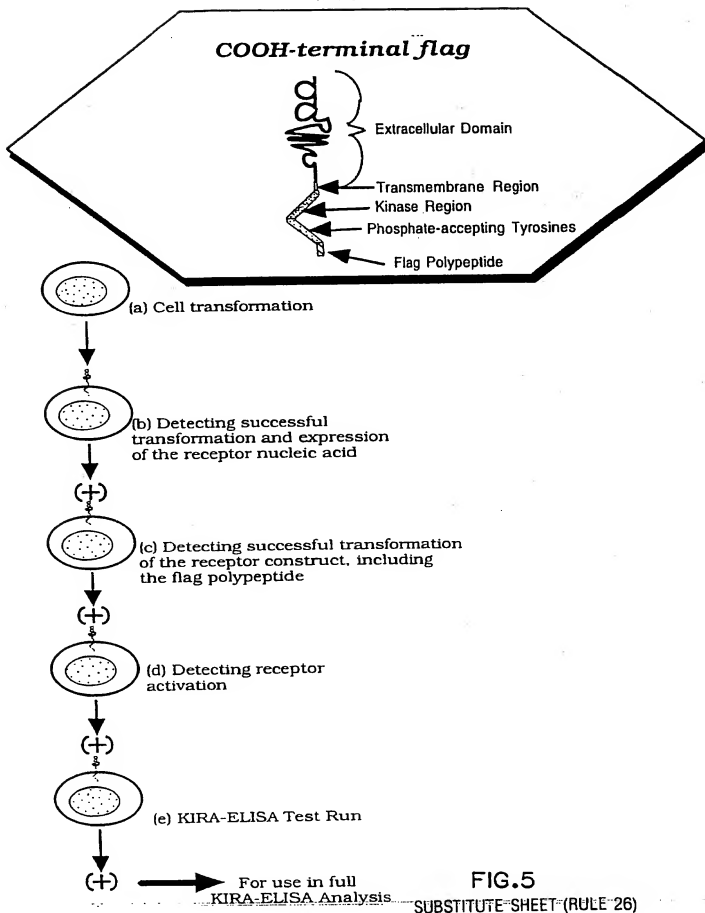 COOH-terminal flag
Extracellular Domain
Transmembrane Region
Kinase Region
Phosphate-accepting Tyrosines
Flag Polypeptide
(a) Cell transformation
(b) Detecting successful
transformation and expression
of the receptor nucleic acid
(+)
(c) Detecting successful transformation
of the receptor construct, including
the flag polypeptide
(+)
(d) Detecting receptor
activation
(+)
(e) KIRA-ELISA Test Run
(+)
For use in full
KIRA-ELISA Analysis
FIG.5
SUBSTITUTE SHEET (RULE 26)